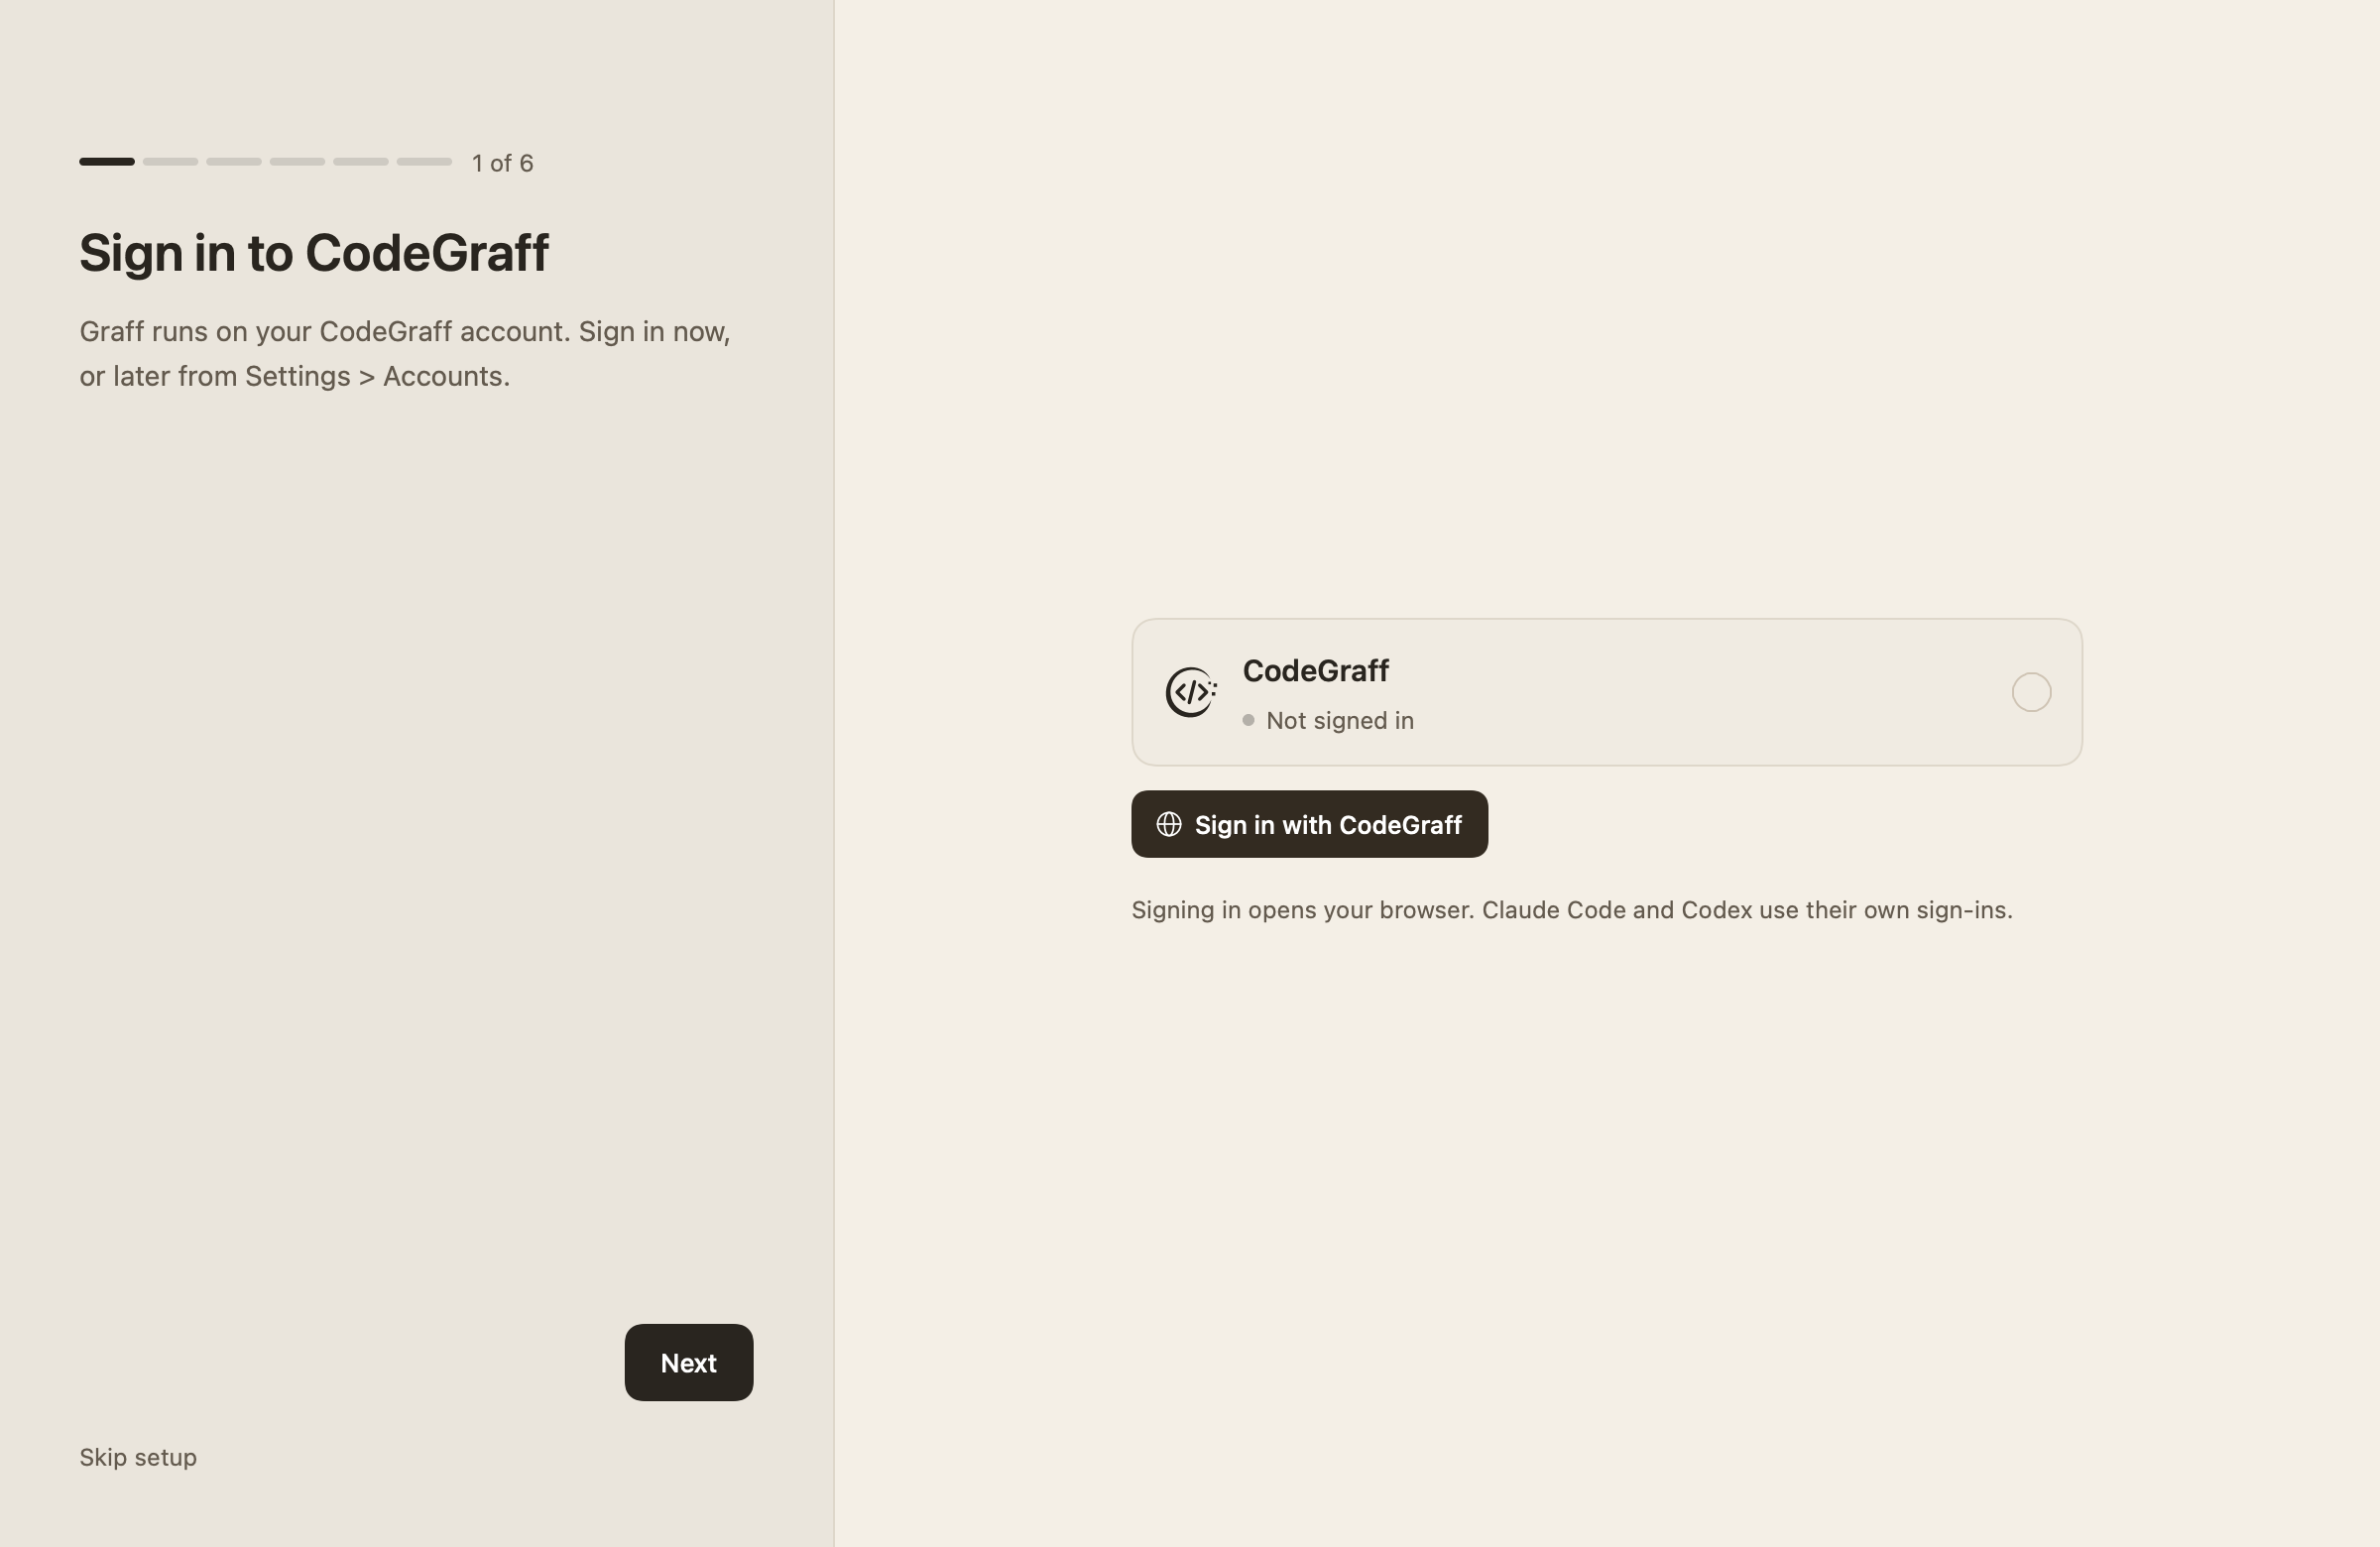 1 of 6
Sign in to CodeGraff
Graff runs on your CodeGraff account. Sign in now,
or later from Settings > Accounts.
Next
Skip setup
CodeGraff
Not signed in
Sign in with CodeGraff
Signing in opens your browser. Claude Code and Codex use their own sign-ins.